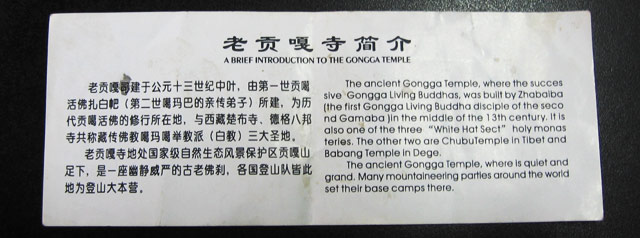 老贡嘎寺简介
A BRIEF INTRODUCTION TO THE GONGGA TEMPLE
老贡嘎寺建于公元十三世纪中叶，由第一世贡噶
活佛扎白粑（第二世噶玛巴的亲传弟子）所建，为历
代贡噶活佛的修行所在地，与西藏楚布寺、德格八邦
寺共称藏传佛教噶玛噶举教派（白教）三大圣地。
老贡嘎寺地处国家级自然生态风景保护区贡嘎山
足下，是一座幽静威严的古老佛刹，各国登山队皆此
地为登山大本营。
The ancient Gongga Temple, where the succes
sive Gongga Living Buddhas, was built by Zhabaiba
(the first Gongga Living Buddha disciple of the seco
nd Gamaba )in the middle of the 13th century. It is
also one of the three “White Hat Sect” holy monas
teries. The other two are ChubuTemple in Tibet and
Babang Temple in Dege.
The ancient Gongga Temple, where is quiet and
grand. Many mountaineering parties around the world
set their base camps there.